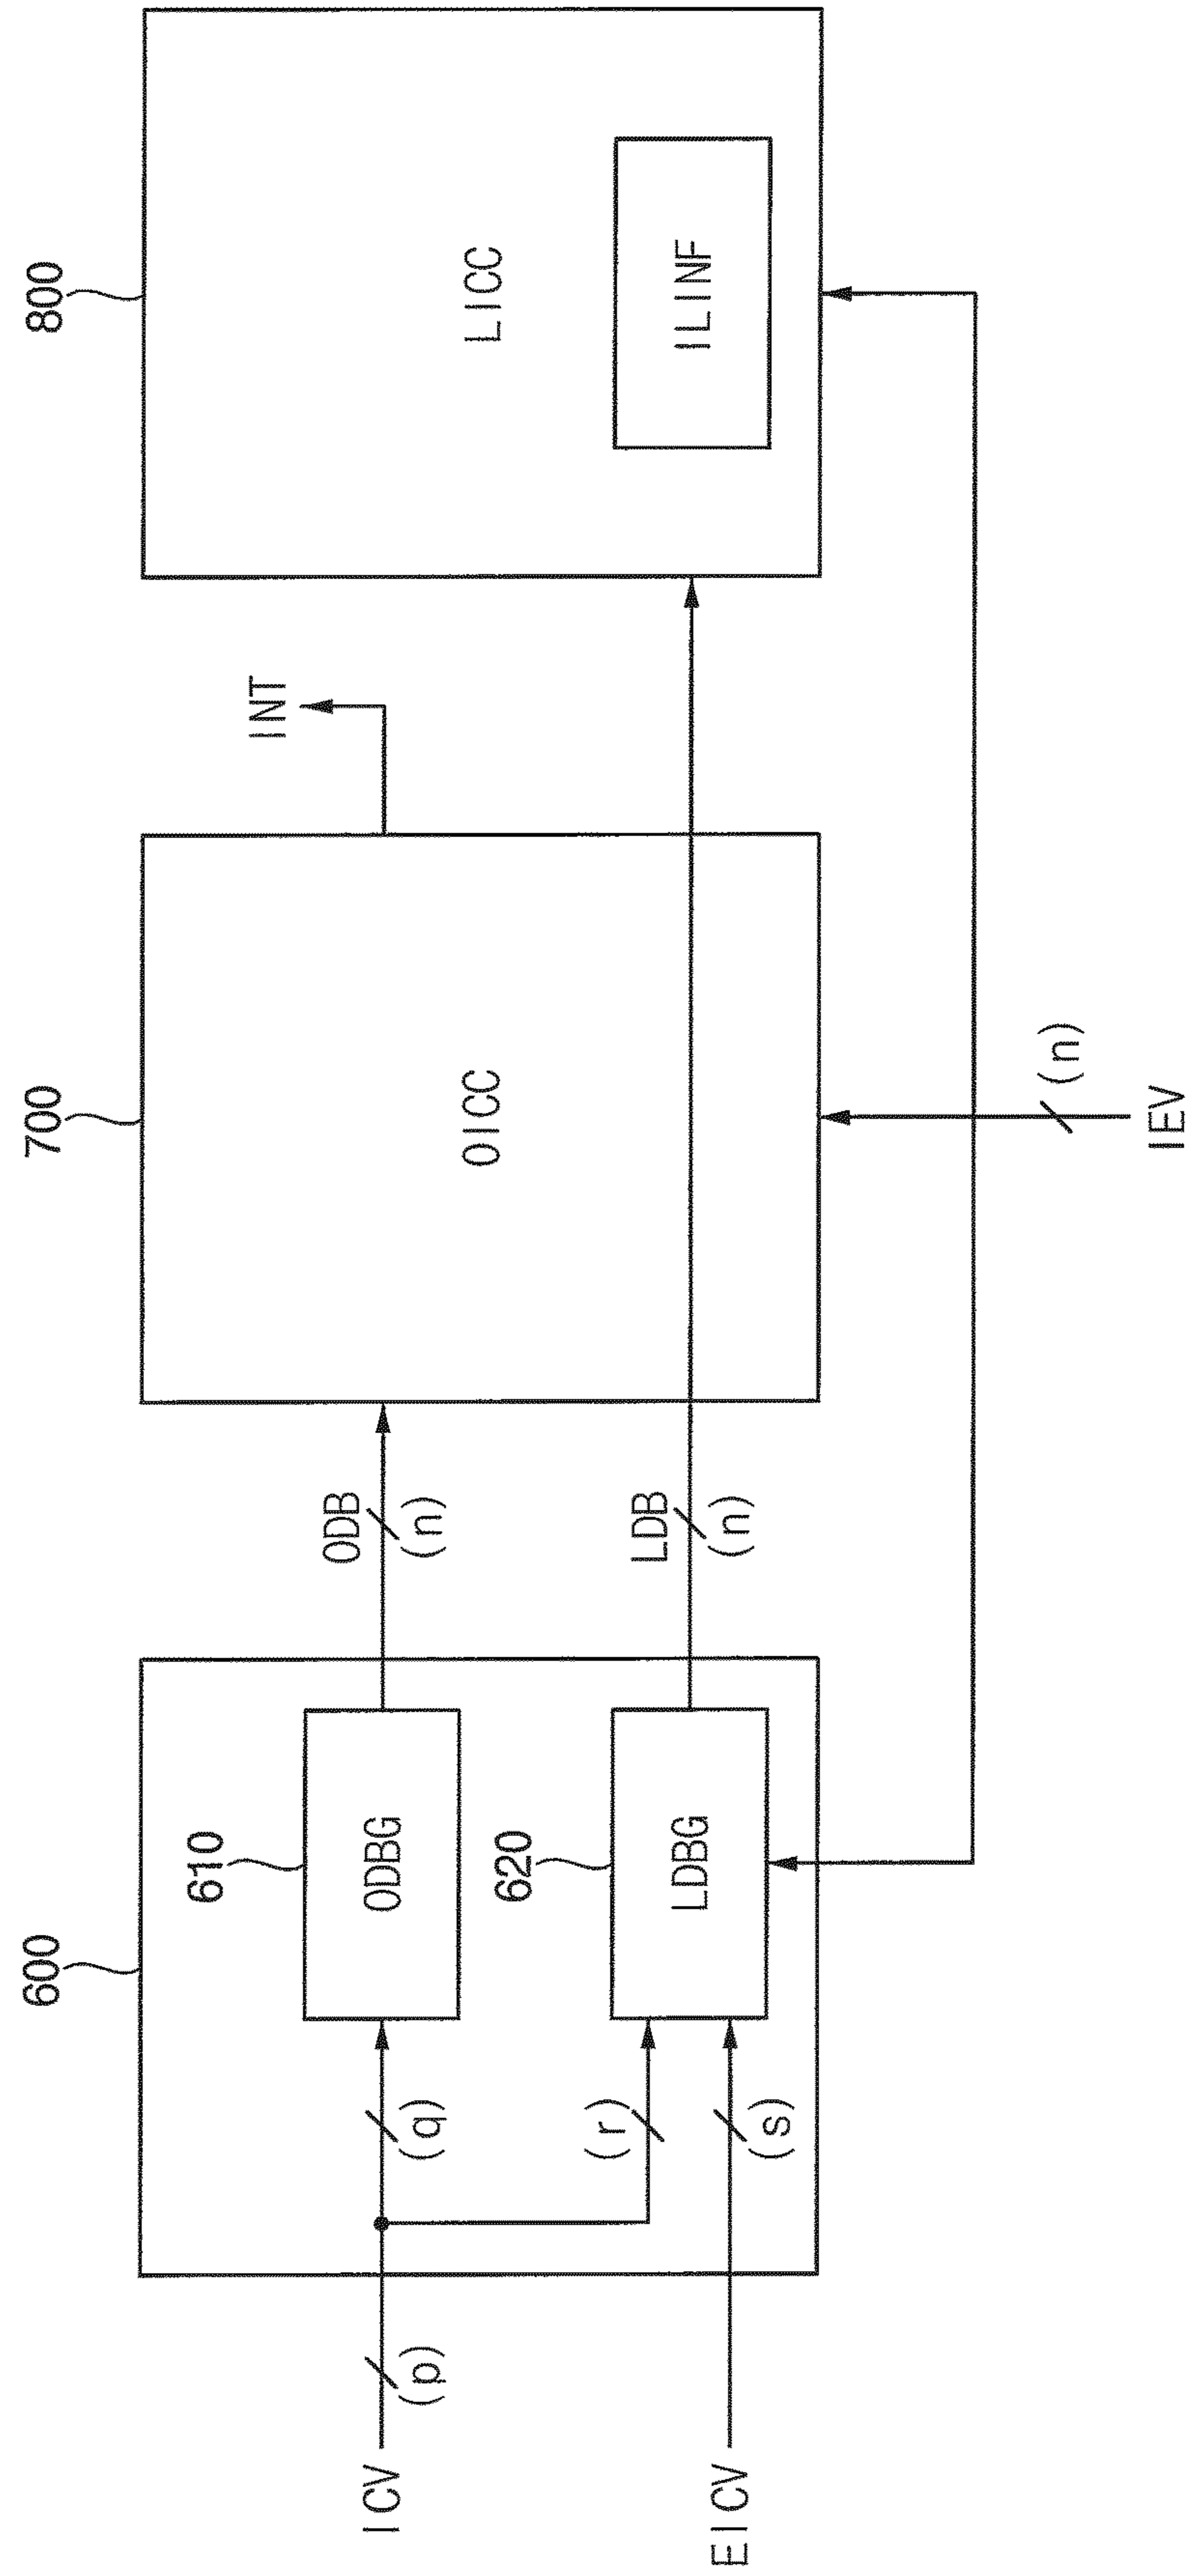 600
610
ODBG
620
LDBG
ICV
(p)
(q)
(r)
EICV
(s)
ODB
(n)
LDB
(n)
700
OICC
INT
IEV
(n)
800
LICC
ILINF